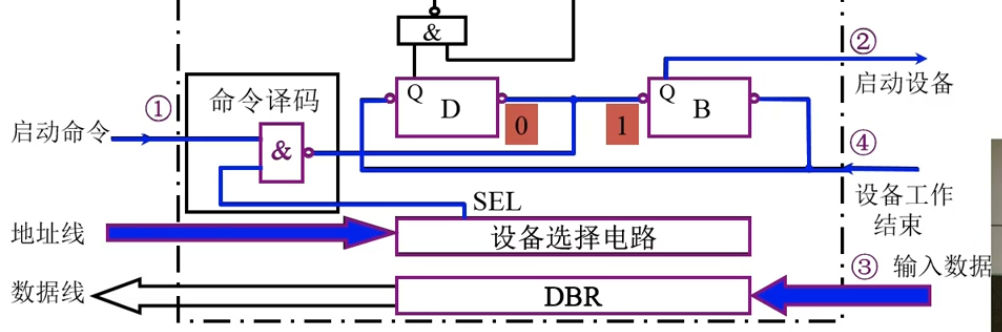 &
②
启动设备
Q
D
Q
B
0
1
命令译码
①
启动命令
&
④
设备工作
结束
SEL
地址线
设备选择电路
③ 输入数据
数据线
DBR